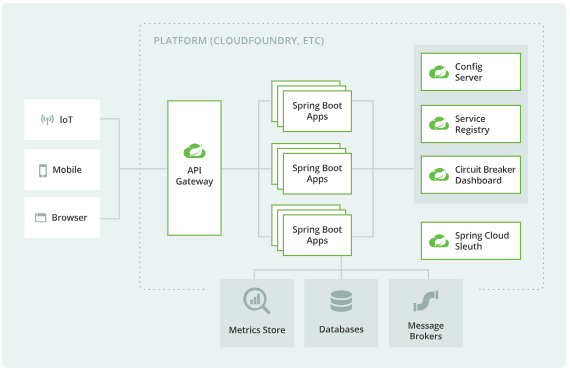 PLATFORM (CLOUDFOUNDRY, ETC)
IoT
Mobile
Browser
API
Gateway
Spring Boot
Apps
Spring Boot
Apps
Spring Boot
Apps
Config
Server
Service
Registry
Circuit Breaker
Dashboard
Spring Cloud
Sleuth
Metrics Store
Databases
Message
Brokers